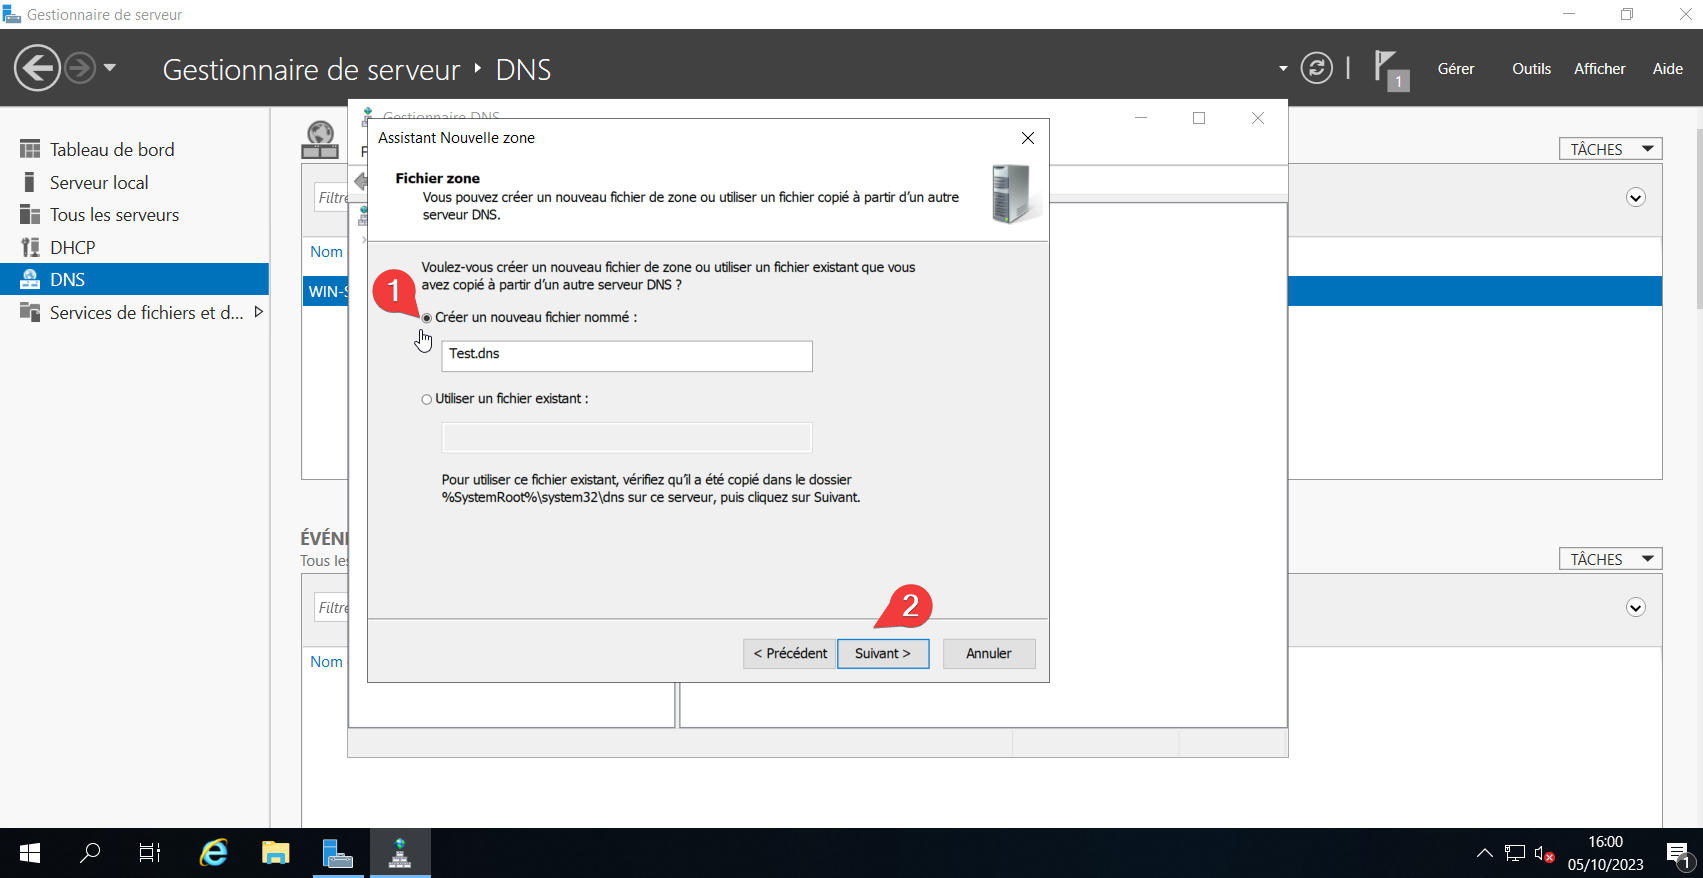 Gestionnaire de serveur
Gestionnaire de serveur • DNS
1
Gérer
Outils
Afficher
Aide
Tableau de bord
Serveur local
Tous les serveurs
DHCP
DNS
Services de fichiers et d...
TÂCHES
Filtre
Nom
WIN-S
Gestionnaire DNS
F
Assistant Nouvelle zone
Fichier zone
Vous pouvez créer un nouveau fichier de zone ou utiliser un fichier copié à partir d'un autre
serveur DNS.
Voulez-vous créer un nouveau fichier de zone ou utiliser un fichier existant que vous
avez copié à partir d'un autre serveur DNS ?
1
Créer un nouveau fichier nommé :
Test.dns
Utiliser un fichier existant :
Pour utiliser ce fichier existant, vérifiez qu'il a été copié dans le dossier
%SystemRoot%\system32\dns sur ce serveur, puis cliquez sur Suivant.
2
< Précédent
Suivant >
Annuler
ÉVÉN
Tous les
TÂCHES
Filtre
Nom
16:00
05/10/2023
1